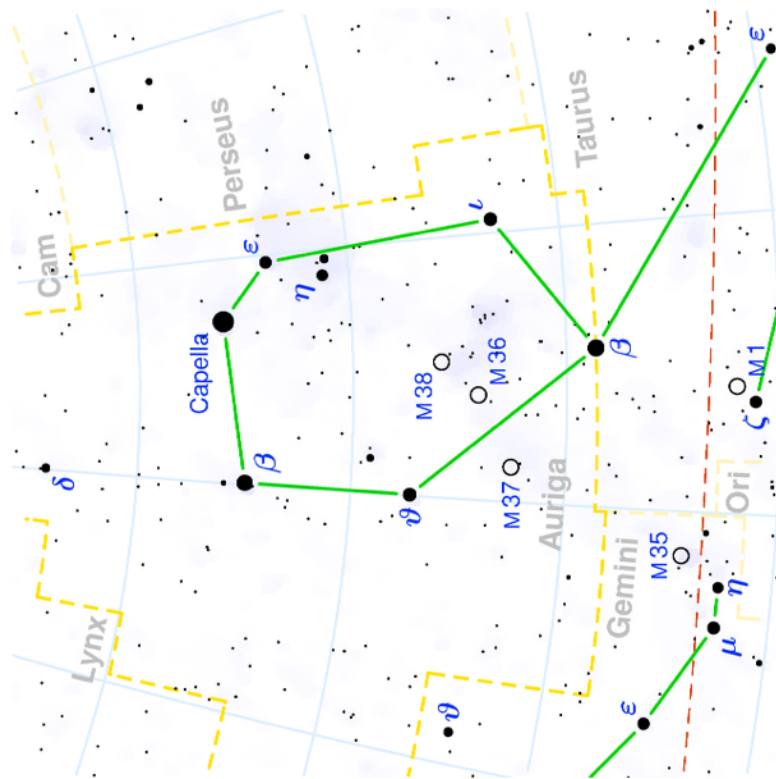 Cam
δ
Lynx
Capella
Perseus
ε
β
η
ϑ
M38
ϑ
ι
M36
M37
Auriga
Taurus
Gemini
β
ε
M35
μ
η
Ori
M1
ζ
ε